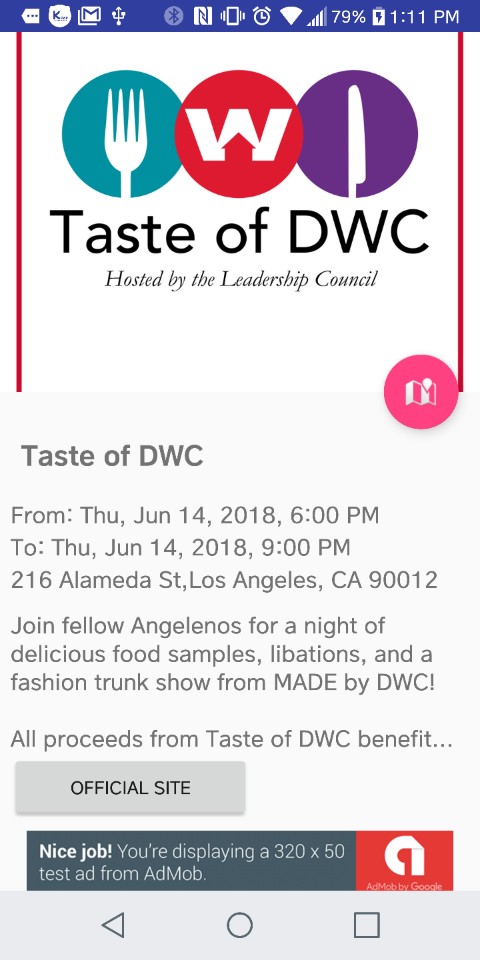 79% 1:11 PM
W
Taste of DWC
Hosted by the Leadership Council
Taste of DWC
From: Thu, Jun 14, 2018, 6:00 PM
To: Thu, Jun 14, 2018, 9:00 PM
216 Alameda St,Los Angeles, CA 90012
Join fellow Angelenos for a night of
delicious food samples, libations, and a
fashion trunk show from MADE by DWC!
All proceeds from Taste of DWC benefit...
OFFICIAL SITE
Nice job! You're displaying a 320 x 50
test ad from AdMob.
AdMob by Google